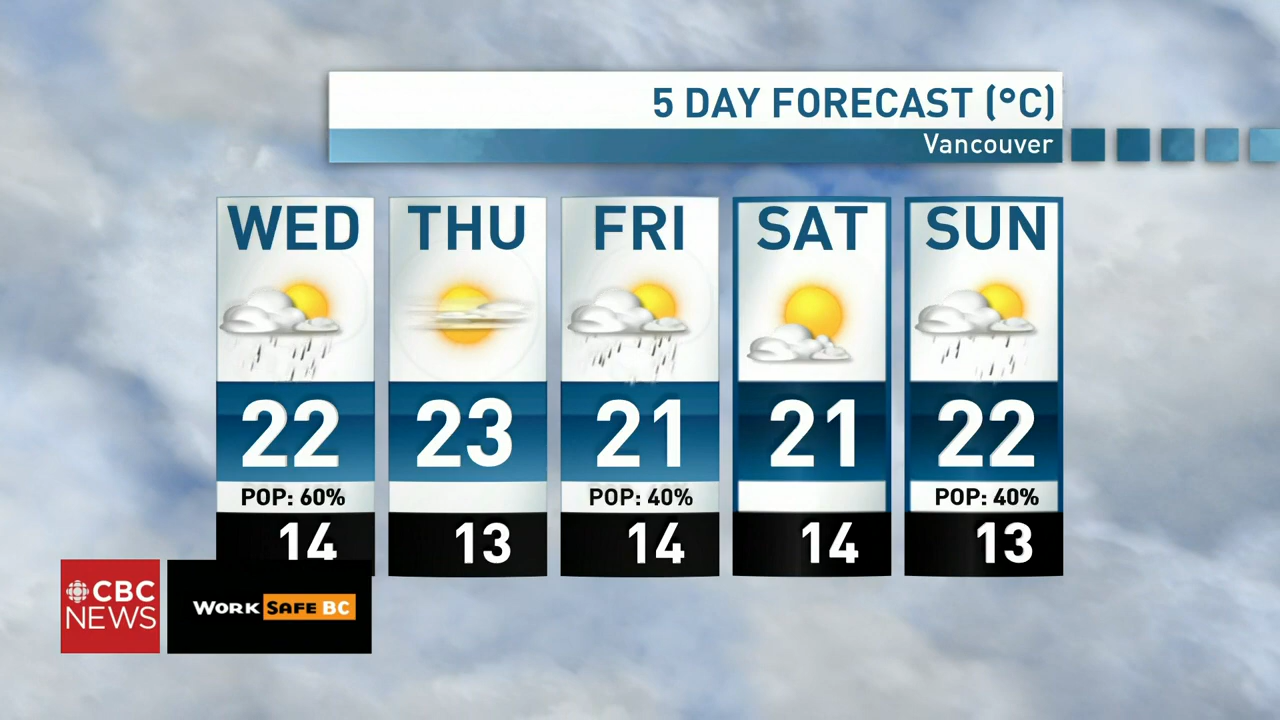 5 DAY FORECAST (°C)
Vancouver
WED THU FRI SAT SUN
22 23 21 21 22
POP: 60% POP: 40% POP: 40%
14 13 14 14 13
CBC
NEWS
WORK SAFE BC